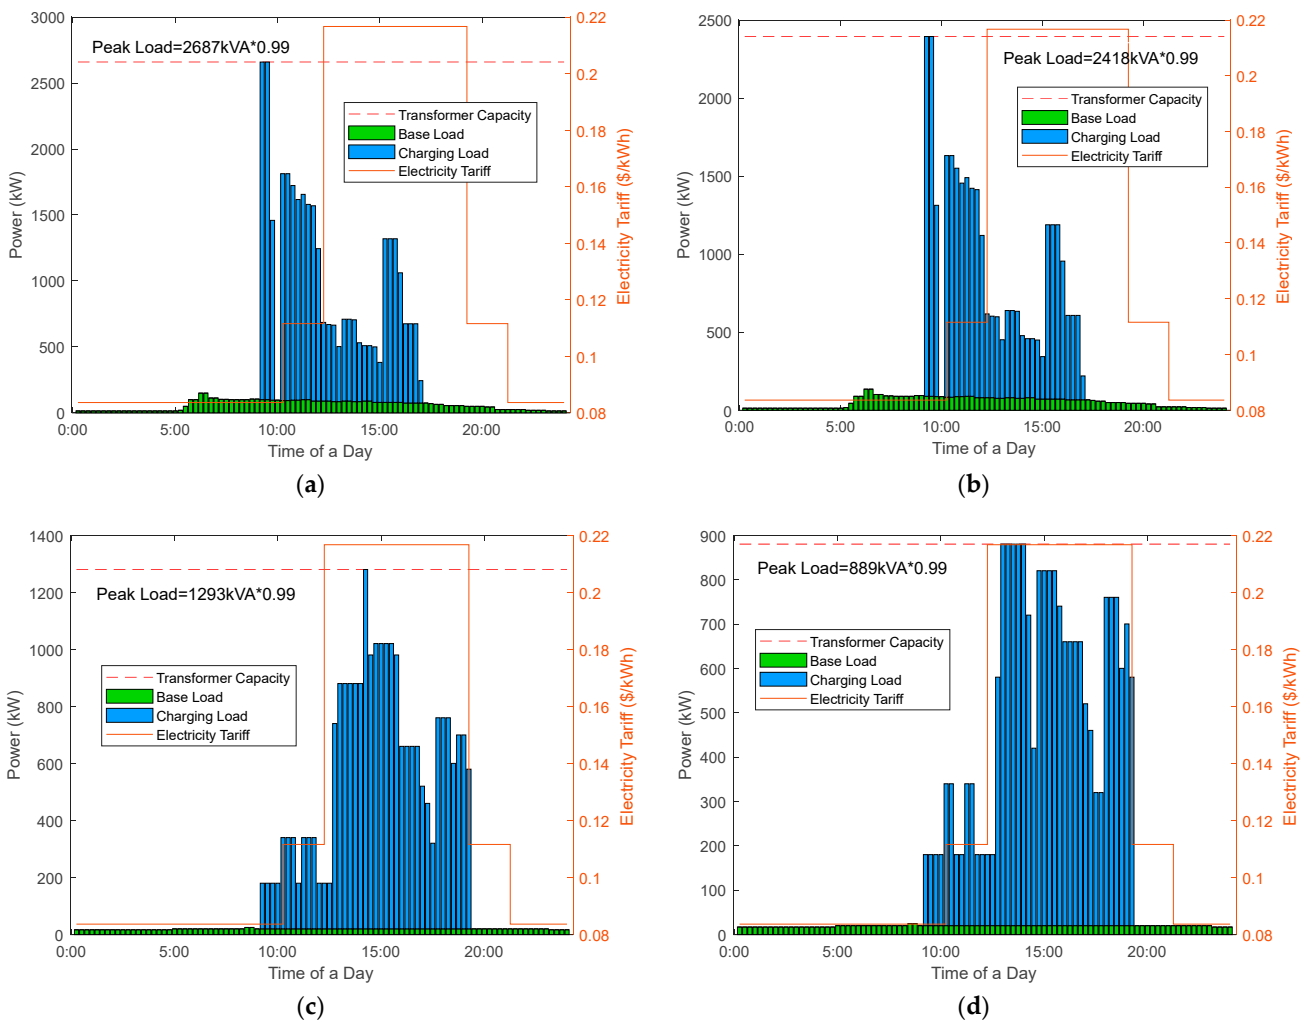 3000
2500
2000
1500
1000
500
0
0:00 5:00 10:00 15:00 20:00
0.22
0.2
0.18
0.16
0.14
0.12
0.1
0.08
Power (kW)
Time of a Day
Electricity Tariff ($/kWh)
Peak Load=2687kVA*0.99
Transformer Capacity
Base Load
Charging Load
Electricity Tariff
(a)
2500
2000
1500
1000
500
0
0:00 5:00 10:00 15:00 20:00
0.22
0.2
0.18
0.16
0.14
0.12
0.1
0.08
Power (kW)
Time of a Day
Electricity Tariff ($/kWh)
Peak Load=2418kVA*0.99
Transformer Capacity
Base Load
Charging Load
Electricity Tariff
(b)
1400
1200
1000
800
600
400
200
0
0:00 5:00 10:00 15:00 20:00
0.22
0.2
0.18
0.16
0.14
0.12
0.1
0.08
Power (kW)
Time of a Day
Electricity Tariff ($/kWh)
Peak Load=1293kVA*0.99
Transformer Capacity
Base Load
Charging Load
Electricity Tariff
(c)
900
800
700
600
500
400
300
200
100
0
0:00 5:00 10:00 15:00 20:00
0.22
0.2
0.18
0.16
0.14
0.12
0.1
0.08
Power (kW)
Time of a Day
Electricity Tariff ($/kWh)
Peak Load=889kVA*0.99
Transformer Capacity
Base Load
Charging Load
Electricity Tariff
(d)